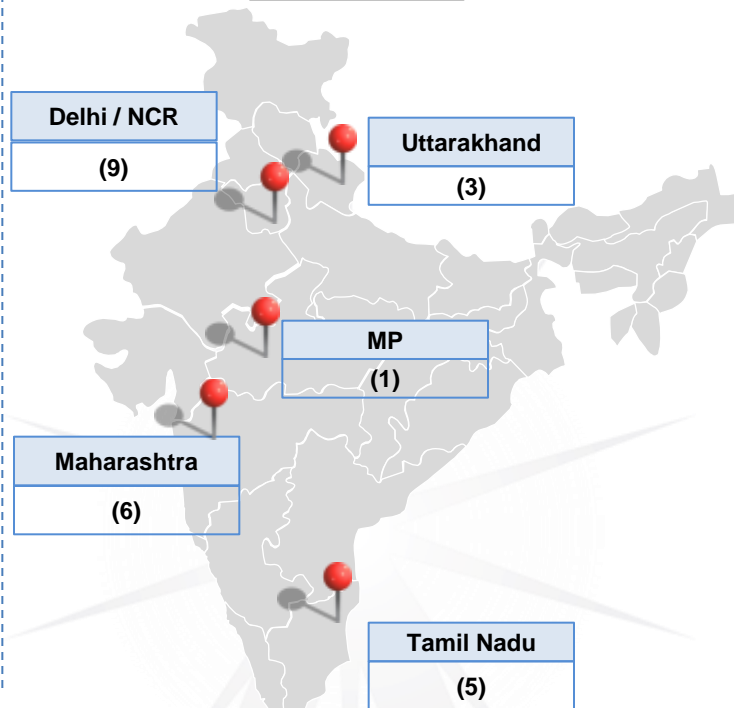 Delhi / NCR
(9)
Uttarakhand
(3)
MP
(1)
Maharashtra
(6)
Tamil Nadu
(5)